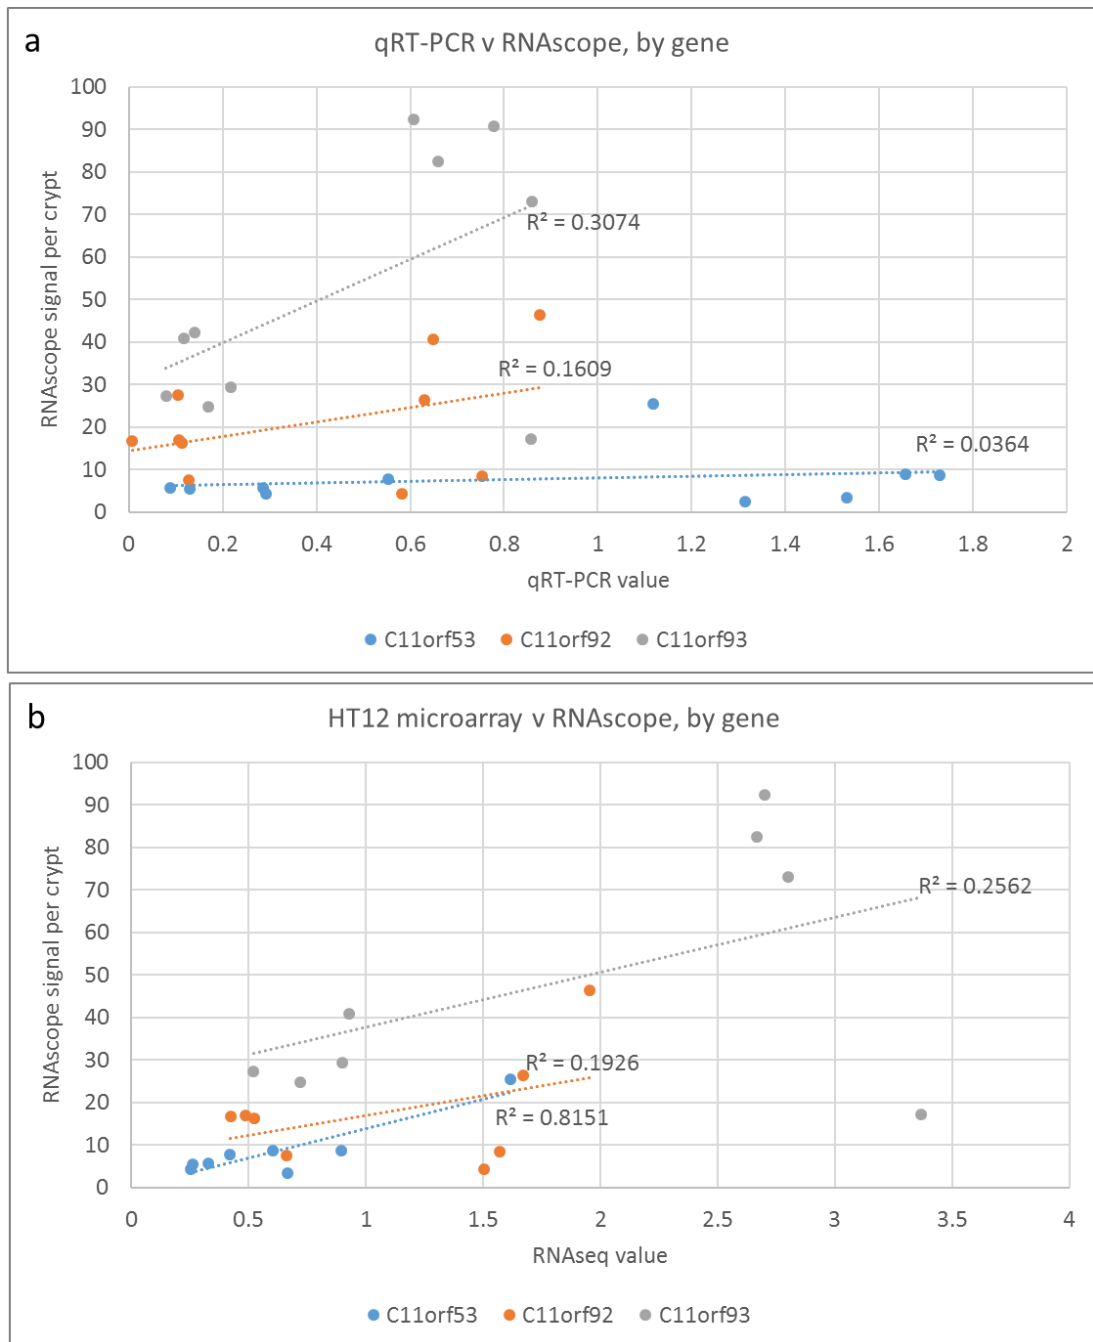 a
qRT-PCR v RNAscope, by gene
100
90
80
70
60
50
40
30
20
10
0
RNAscope signal per crypt
R² = 0.3074
R² = 0.1609
R² = 0.0364
0 0.2 0.4 0.6 0.8 1 1.2 1.4 1.6 1.8 2
qRT-PCR value
C11orf53 C11orf92 C11orf93
b
HT12 microarray v RNAscope, by gene
100
90
80
70
60
50
40
30
20
10
0
RNAscope signal per crypt
R² = 0.2562
R² = 0.1926
R² = 0.8151
0 0.5 1 1.5 2 2.5 3 3.5 4
RNAseq value
C11orf53 C11orf92 C11orf93